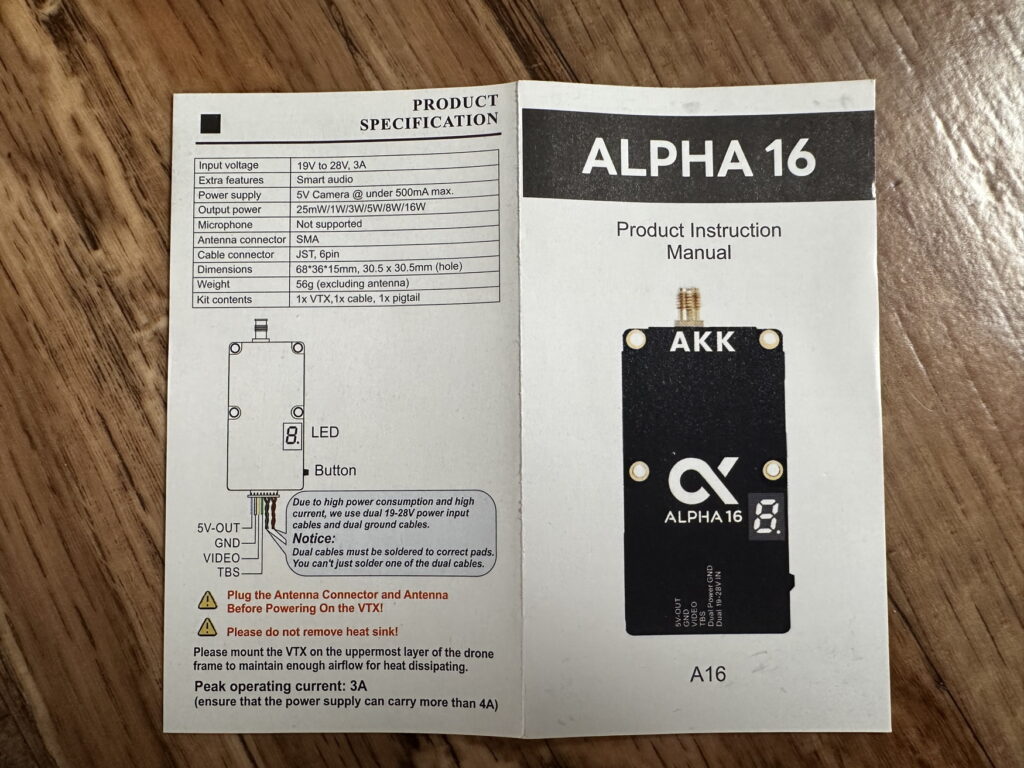 PRODUCT
SPECIFICATION
Input voltage 19V to 28V, 3A
Extra features Smart audio
Power supply 5V Camera @ under 500mA max.
Output power 25mW/1W/3W/5W/8W/16W
Microphone Not supported
Antenna connector SMA
Cable connector JST, 6pin
Dimensions 68*36*15mm, 30.5 x 30.5mm (hole)
Weight 56g (excluding antenna)
Kit contents 1x VTX,1x cable, 1x pigtail
8.
LED
Button
5V-OUT
GND
VIDEO
TBS
Due to high power consumption and high
current, we use dual 19-28V power input
cables and dual ground cables.
Notice:
Dual cables must be soldered to correct pads.
You can't just solder one of the dual cables.
Plug the Antenna Connector and Antenna
Before Powering On the VTX!
Please do not remove heat sink!
Please mount the VTX on the uppermost layer of the drone
frame to maintain enough airflow for heat dissipating.
Peak operating current: 3A
(ensure that the power supply can carry more than 4A)
ALPHA 16
Product Instruction
Manual
AKK
ALPHA 16
8.
5V-OUT
GND
VIDEO
TBS
Dual Power GND
Dual 19-28V IN
A16